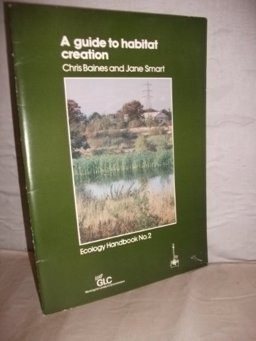 A guide to habitat
creation
Chris Baines and Jane Smart
Ecology Handbook No.2
GLC